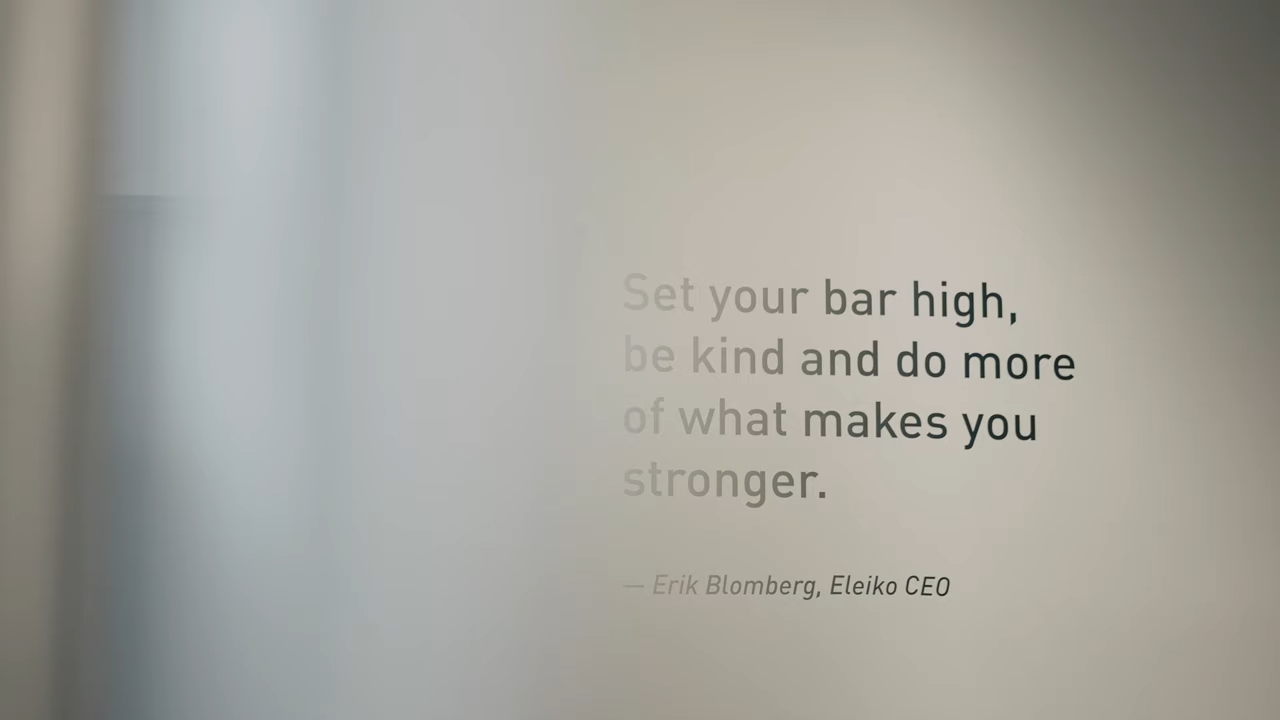 Set your bar high,
be kind and do more
of what makes you
stronger.
— Erik Blomberg, Eleiko CEO